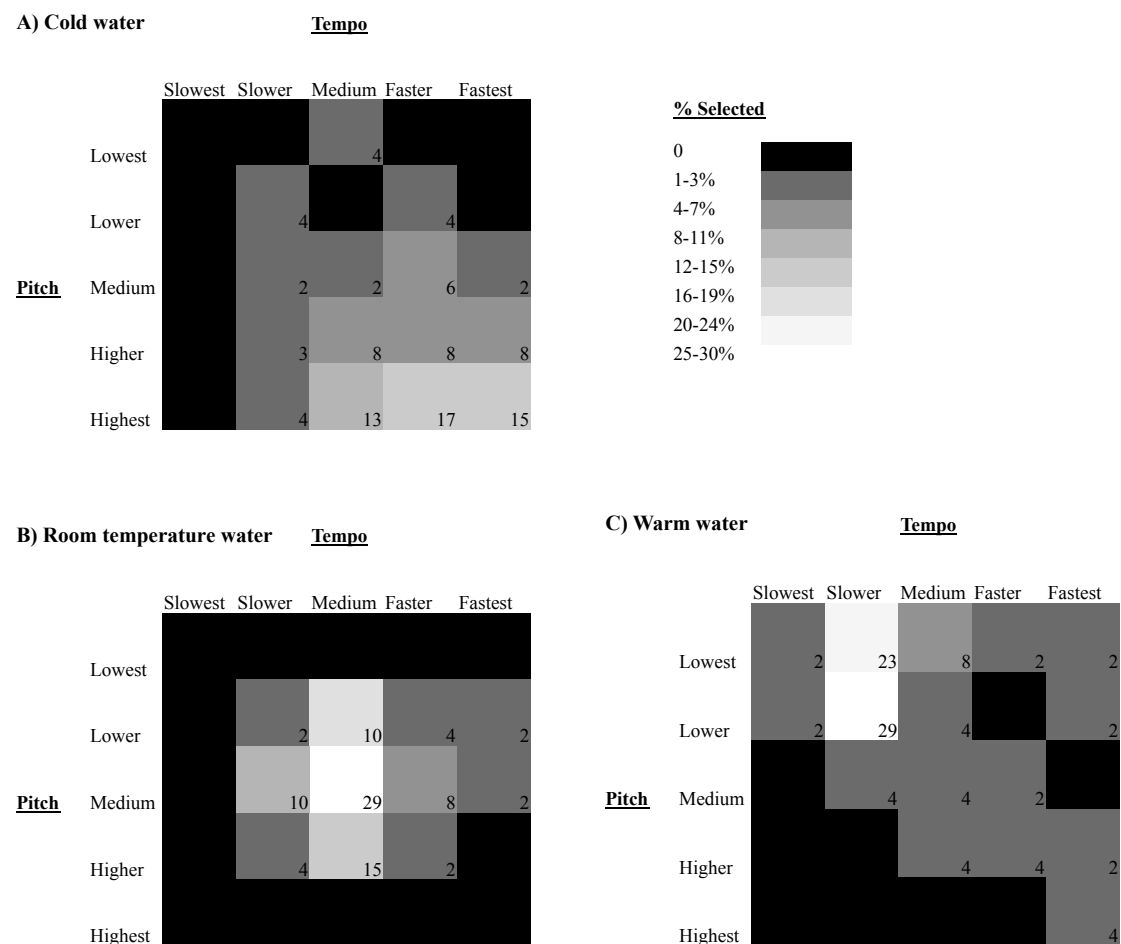 A) Cold water Tempo
Slowest Slower Medium Faster Fastest
Lowest 4
Lower 4 4
Pitch Medium 2 2 6 2
Higher 3 8 8 8
Highest 4 13 17 15
% Selected
0
1-3%
4-7%
8-11%
12-15%
16-19%
20-24%
25-30%
B) Room temperature water Tempo
Slowest Slower Medium Faster Fastest
Lowest
Lower 2 10 4 2
Pitch Medium 10 29 8 2
Higher 4 15 2
Highest
C) Warm water Tempo
Slowest Slower Medium Faster Fastest
Lowest 2 23 8 2 2
Lower 2 29 4 2
Pitch Medium 4 4 2
Higher 4 4 2
Highest 4